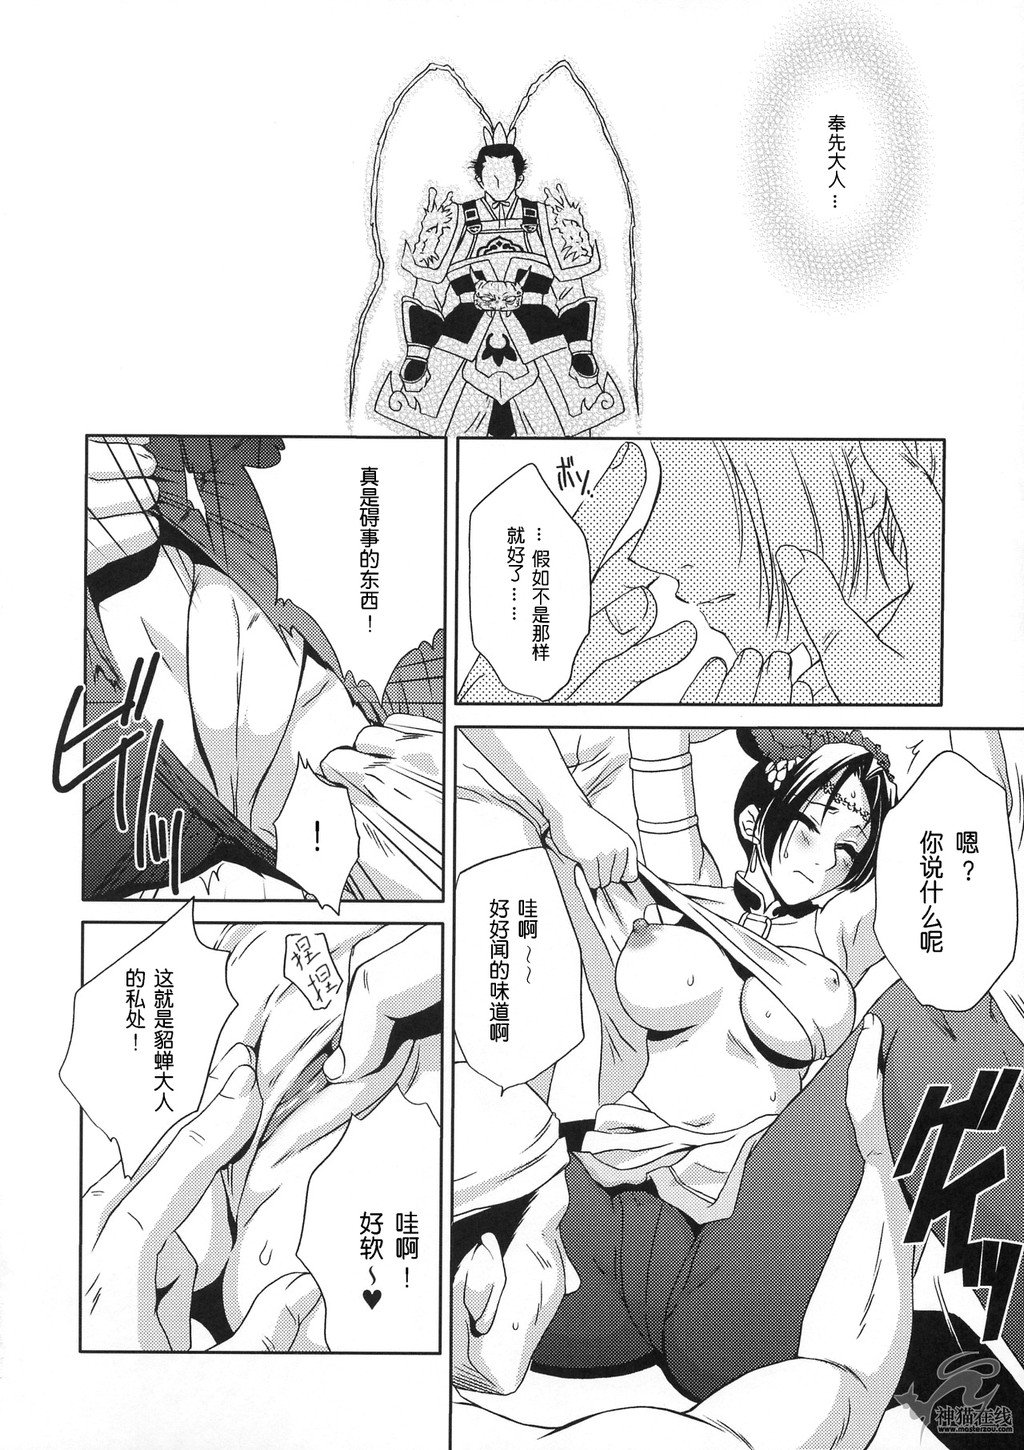 奉先大人…
ボソ
…假如不是那样
就好了……
真是碍事的东西！
ビリ
！
嗯？
你说什么呢
哇啊～～
好好闻的味道啊
グイッ
这就是貂蝉大人
的私处！
捏
捏
哇啊！
好软～♥
神猫在线
www.mosterzou.com